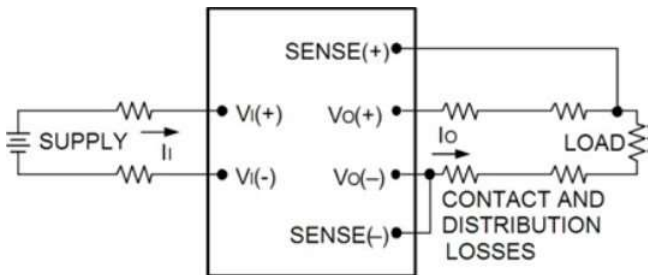 SENSE(+)
VI(+)
VO(+)
SUPPLY
II
IO
LOAD
VI(-)
VO(–)
CONTACT AND
DISTRIBUTION
LOSSES
SENSE(–)